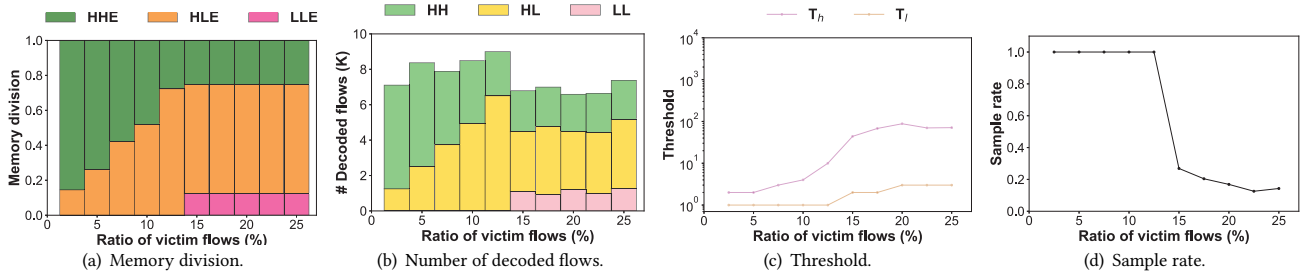 HHE HLE LLE
1.0
0.8
0.6
0.4
0.2
0.0
Memory division
0 5 10 15 20 25
Ratio of victim flows (%)
(a) Memory division.
HH HL LL
10
8
6
4
2
0
# Decoded flows (K)
0 5 10 15 20 25
Ratio of victim flows (%)
(b) Number of decoded flows.
Th Tl
10^4
10^3
10^2
10^1
10^0
Threshold
0 5 10 15 20 25
Ratio of victim flows (%)
(c) Threshold.
1.0
0.8
0.6
0.4
0.2
0.0
Sample rate
0 5 10 15 20 25
Ratio of victim flows (%)
(d) Sample rate.